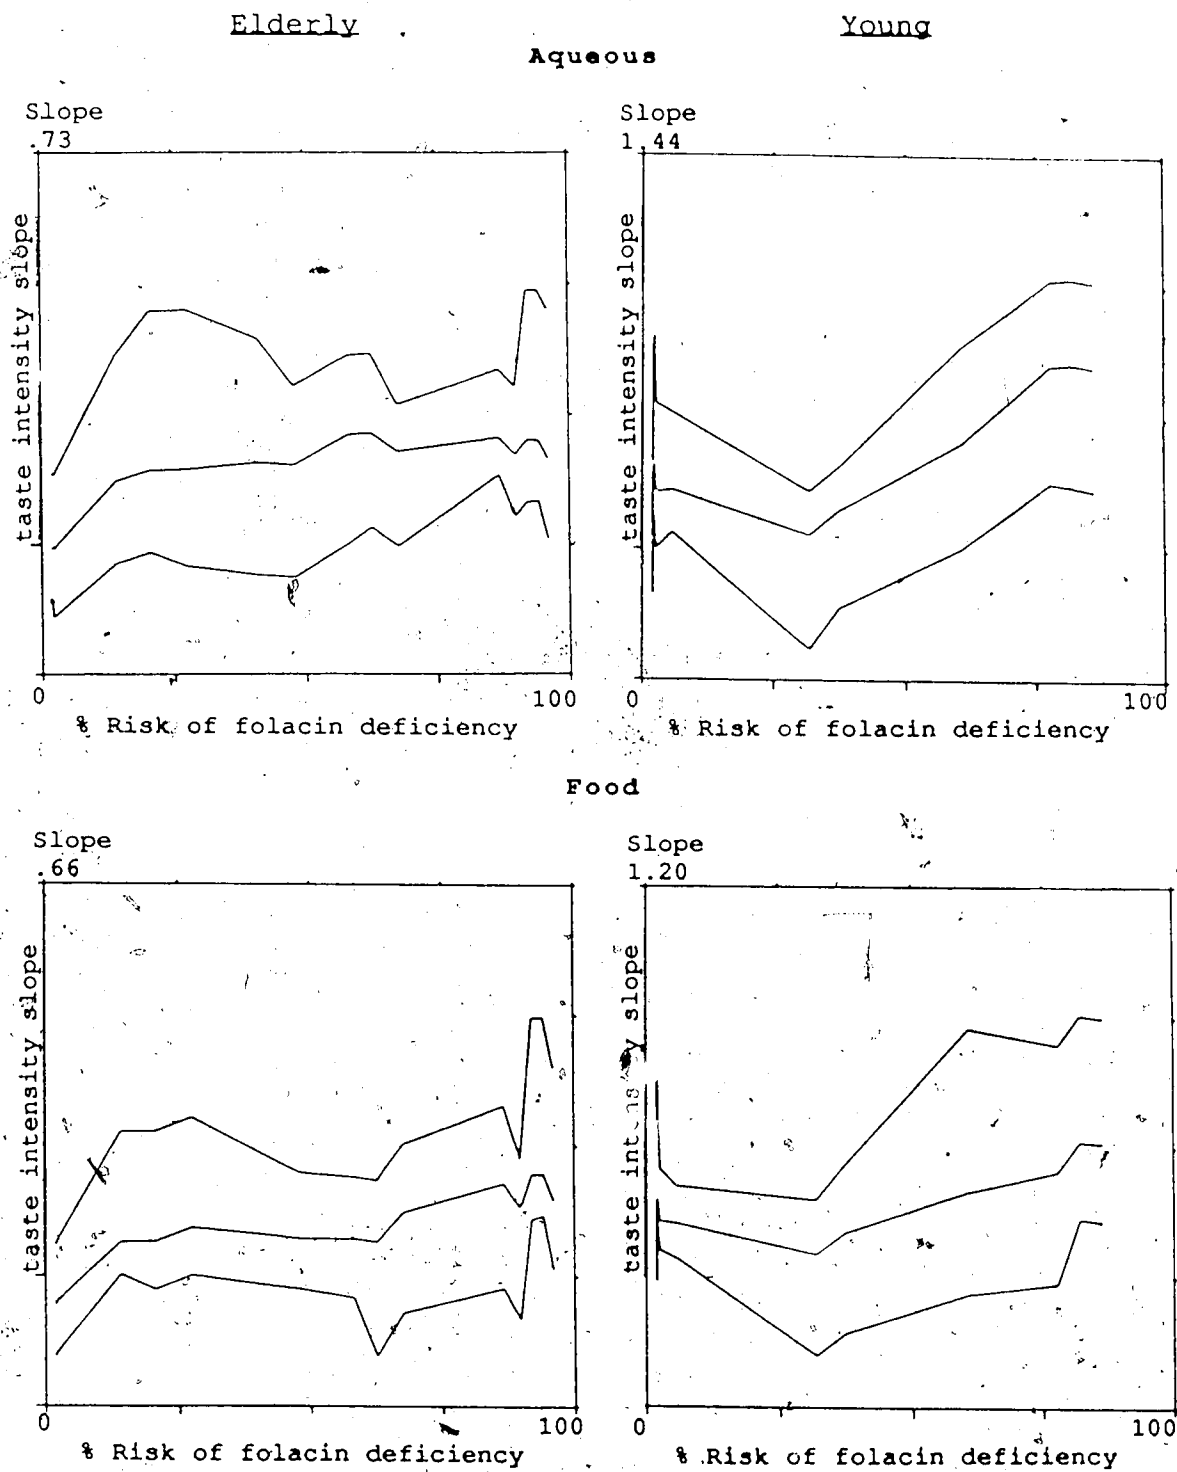 Elderly Young
Aqueous
Slope Slope
.73 1.44
taste intensity slope taste intensity slope
0 100 0 100
% Risk of folacin deficiency % Risk of folacin deficiency
Food
Slope Slope
.66 1.20
taste intensity slope taste slope
0 100 0 100
% Risk of folacin deficiency % Risk of folacin deficiency